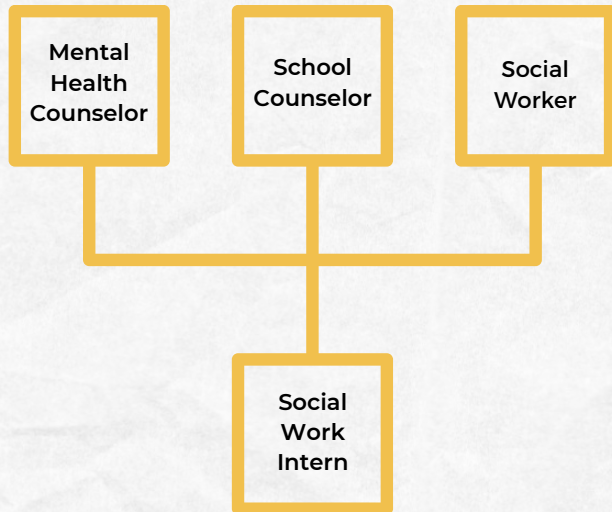 Mental
Health
Counselor
School
Counselor
Social
Worker
Social
Work
Intern